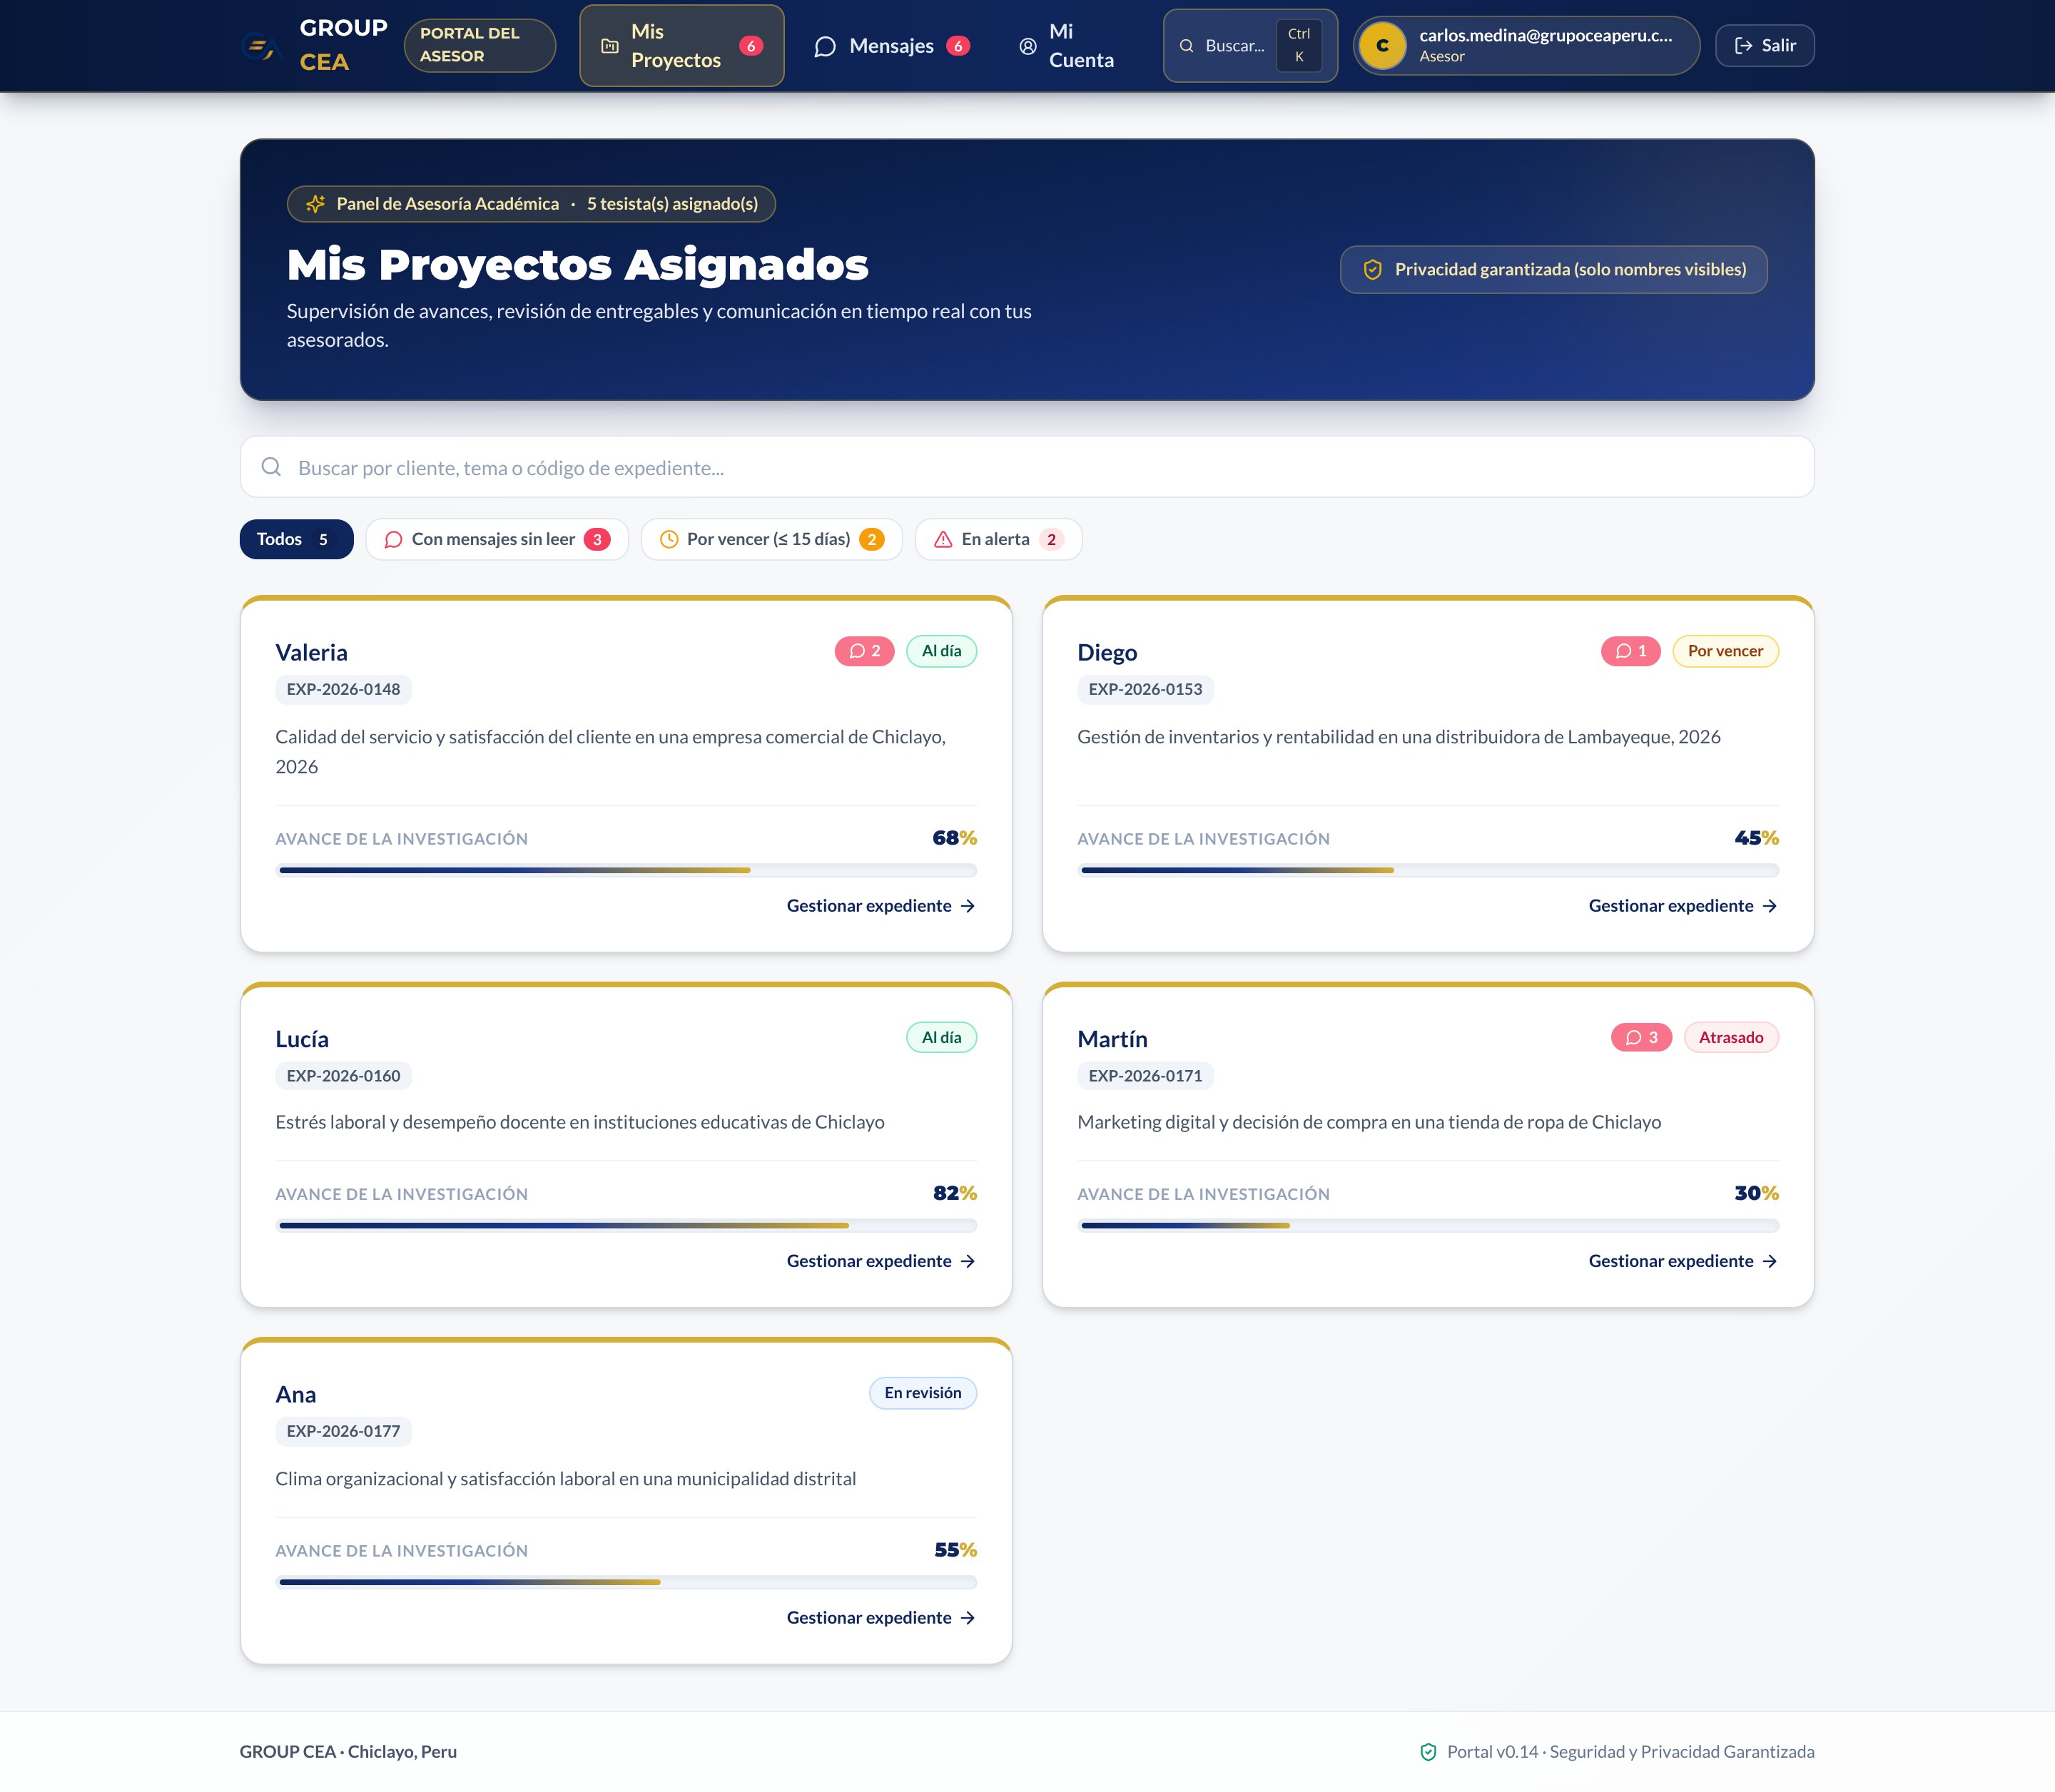 GROUP
CEA
PORTAL DEL
ASESOR
Mis
Proyectos
6
Mensajes 6
Mi
Cuenta
Buscar...
Ctrl
K
C
carlos.medina@grupoceaperu.c...
Asesor
Salir
Panel de Asesoría Académica · 5 tesista(s) asignado(s)
Mis Proyectos Asignados
Supervisión de avances, revisión de entregables y comunicación en tiempo real con tus
asesorados.
Privacidad garantizada (solo nombres visibles)
Buscar por cliente, tema o código de expediente...
Todos 5
Con mensajes sin leer 3
Por vencer (≤ 15 días) 2
En alerta 2
Valeria
2
Al día
EXP-2026-0148
Calidad del servicio y satisfacción del cliente en una empresa comercial de Chiclayo,
2026
AVANCE DE LA INVESTIGACIÓN 68%
Gestionar expediente
Diego
1
Por vencer
EXP-2026-0153
Gestión de inventarios y rentabilidad en una distribuidora de Lambayeque, 2026
AVANCE DE LA INVESTIGACIÓN 45%
Gestionar expediente
Lucía
Al día
EXP-2026-0160
Estrés laboral y desempeño docente en instituciones educativas de Chiclayo
AVANCE DE LA INVESTIGACIÓN 82%
Gestionar expediente
Martín
3
Atrasado
EXP-2026-0171
Marketing digital y decisión de compra en una tienda de ropa de Chiclayo
AVANCE DE LA INVESTIGACIÓN 30%
Gestionar expediente
Ana
En revisión
EXP-2026-0177
Clima organizacional y satisfacción laboral en una municipalidad distrital
AVANCE DE LA INVESTIGACIÓN 55%
Gestionar expediente
GROUP CEA · Chiclayo, Peru
Portal v0.14 · Seguridad y Privacidad Garantizada